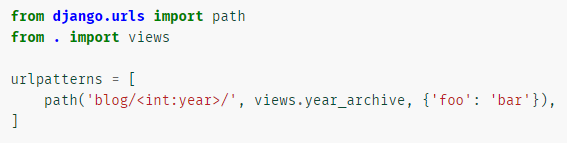 from django.urls import path
from . import views

urlpatterns = [
    path('blog/<int:year>/', views.year_archive, {'foo': 'bar'}),
]